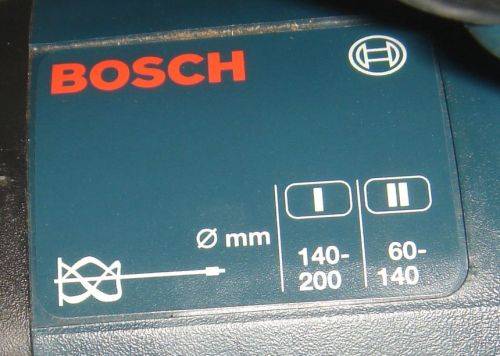 BOSCH
I II
Ø mm 140- 60-
200 140